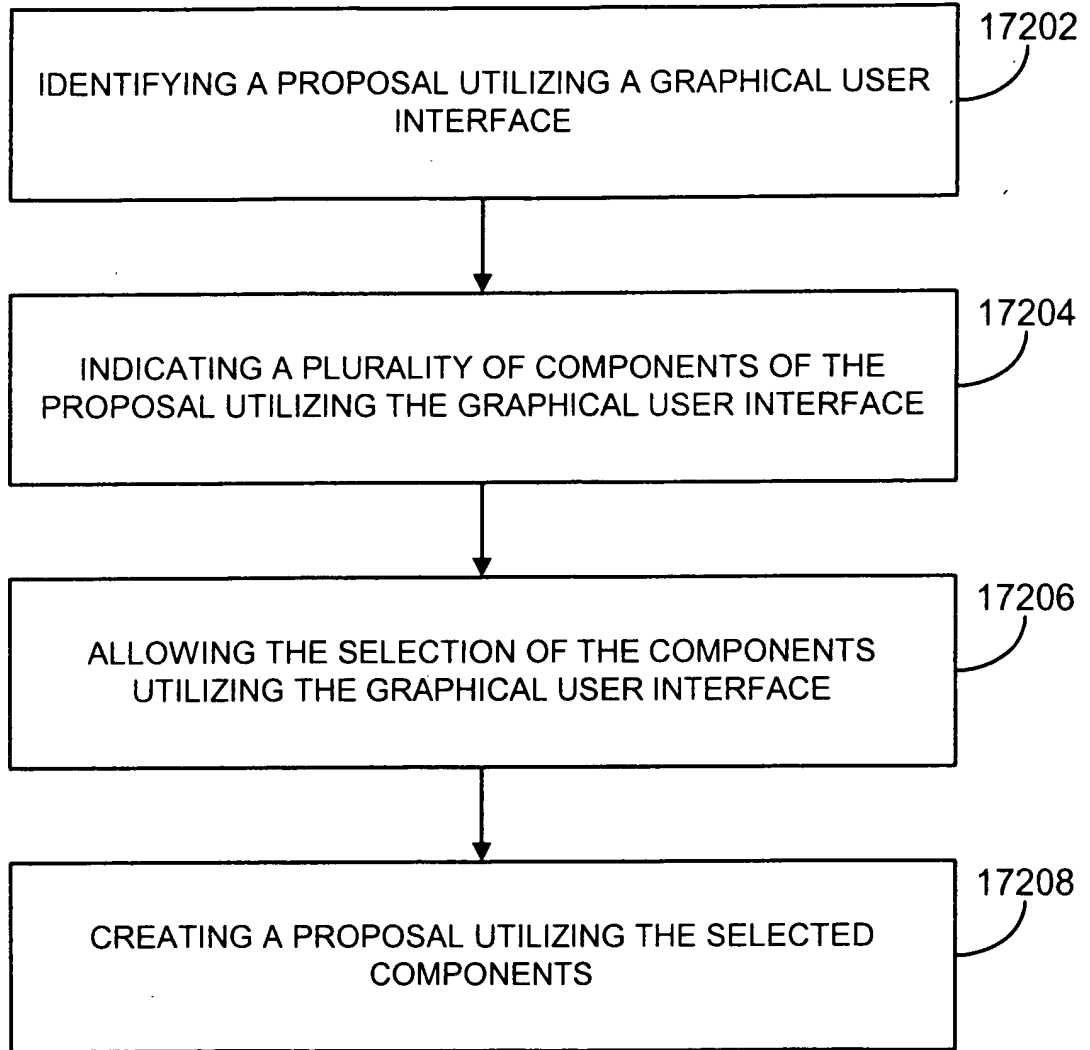 17202
IDENTIFYING A PROPOSAL UTILIZING A GRAPHICAL USER
INTERFACE
17204
INDICATING A PLURALITY OF COMPONENTS OF THE
PROPOSAL UTILIZING THE GRAPHICAL USER INTERFACE
17206
ALLOWING THE SELECTION OF THE COMPONENTS
UTILIZING THE GRAPHICAL USER INTERFACE
17208
CREATING A PROPOSAL UTILIZING THE SELECTED
COMPONENTS